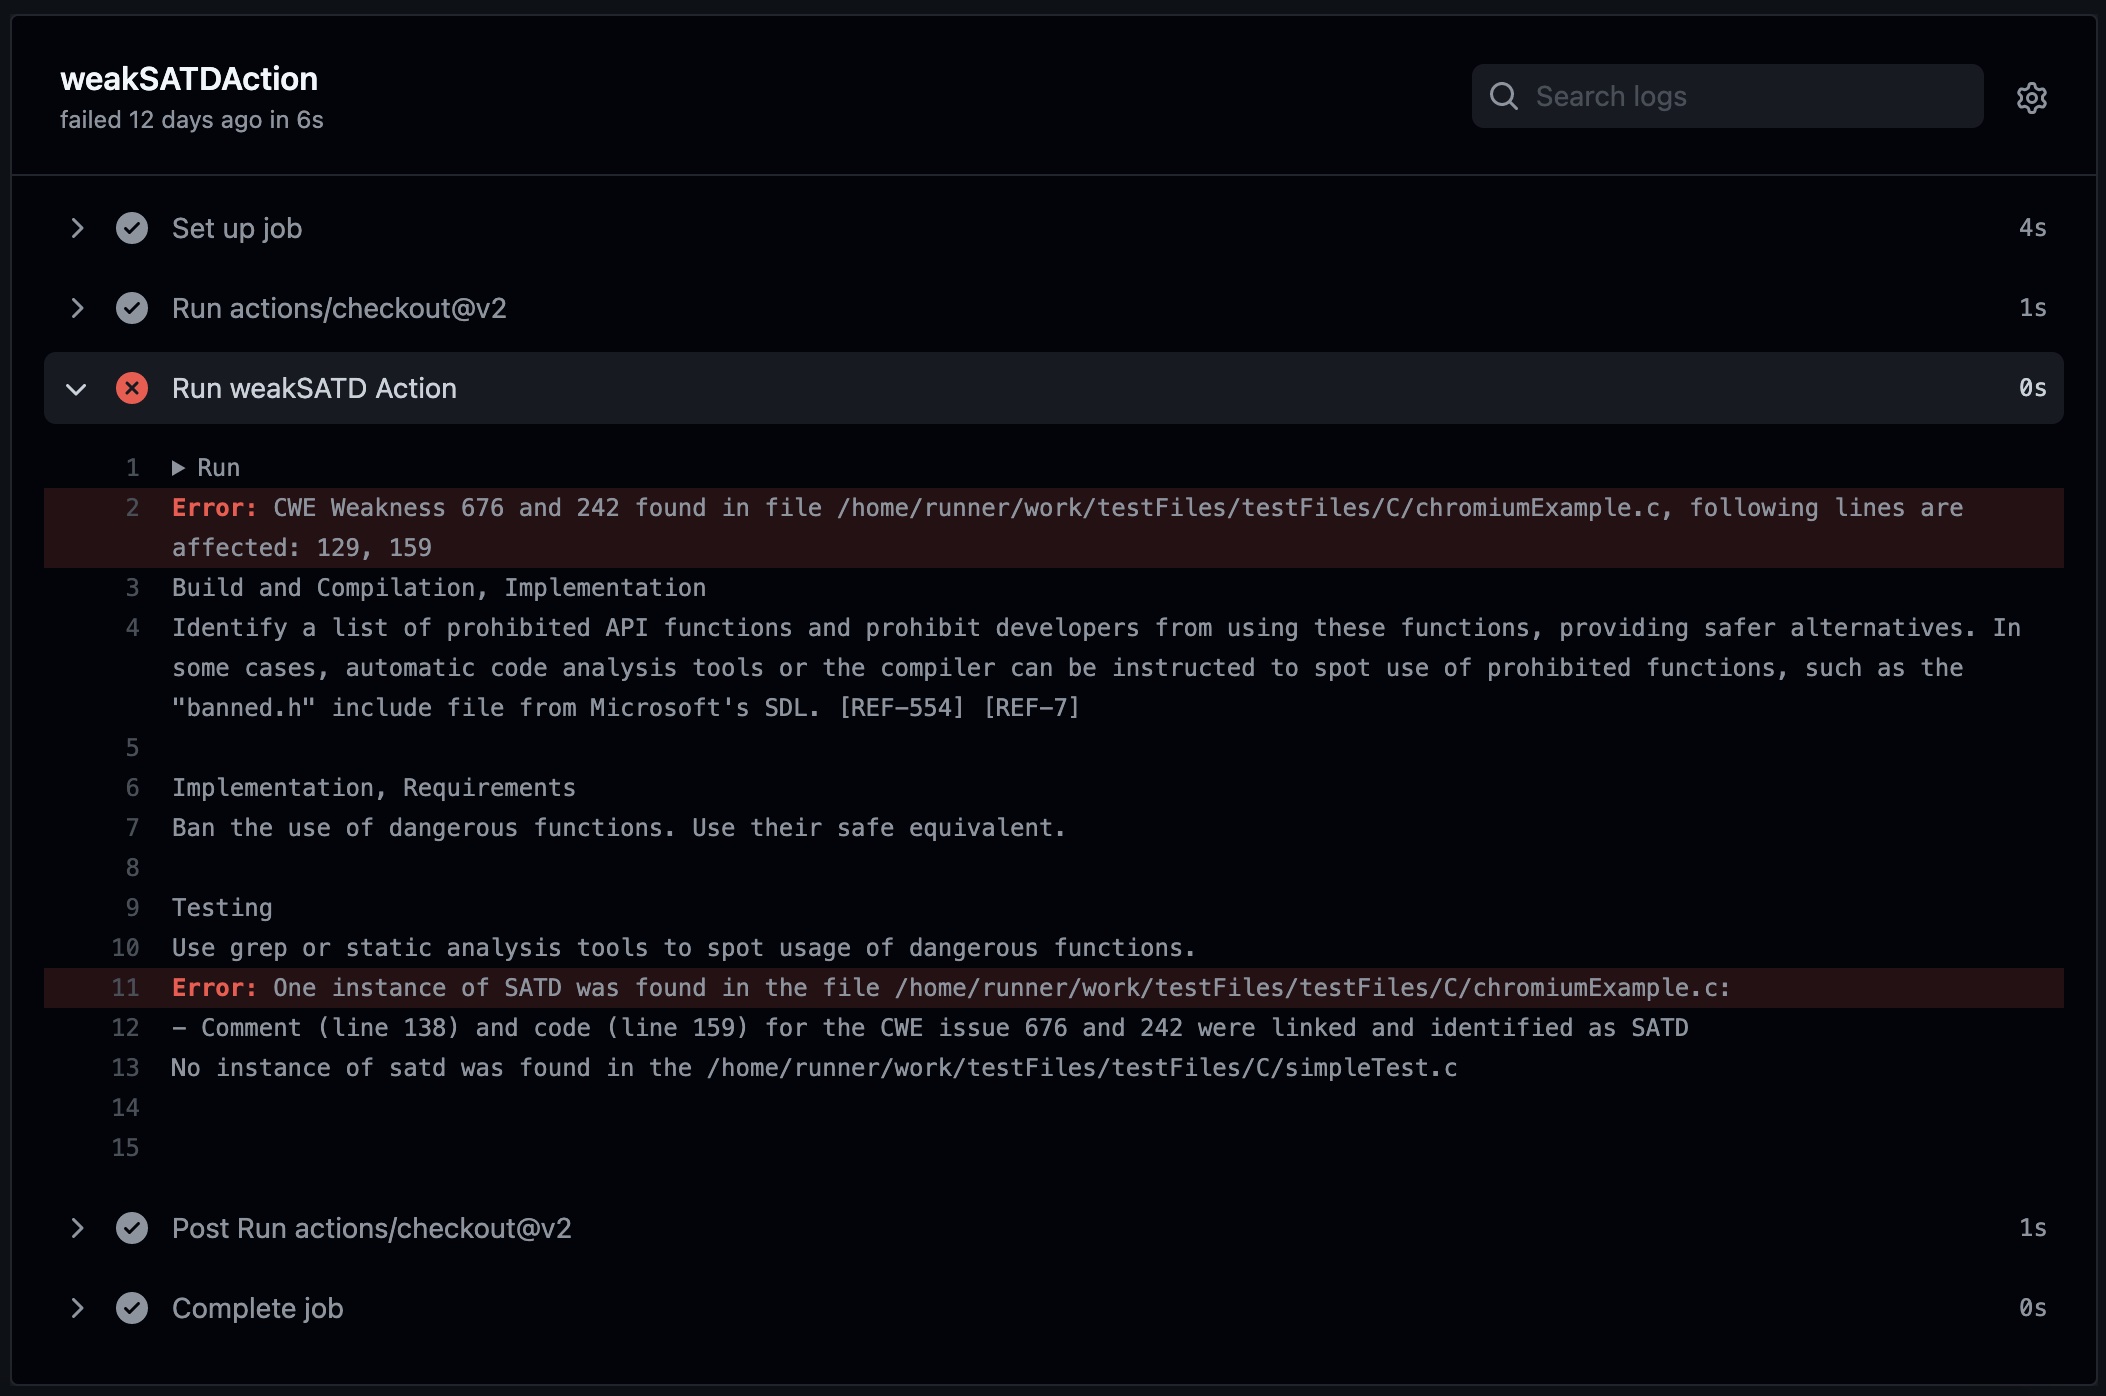 weakSATDAction
failed 12 days ago in 6s
Search logs
Set up job 4s
Run actions/checkout@v2 1s
Run weakSATD Action 0s
1 Run
2 Error: CWE Weakness 676 and 242 found in file /home/runner/work/testFiles/testFiles/C/chromiumExample.c, following lines are
affected: 129, 159
3 Build and Compilation, Implementation
4 Identify a list of prohibited API functions and prohibit developers from using these functions, providing safer alternatives. In
some cases, automatic code analysis tools or the compiler can be instructed to spot use of prohibited functions, such as the
"banned.h" include file from Microsoft's SDL. [REF-554] [REF-7]
5
6 Implementation, Requirements
7 Ban the use of dangerous functions. Use their safe equivalent.
8
9 Testing
10 Use grep or static analysis tools to spot usage of dangerous functions.
11 Error: One instance of SATD was found in the file /home/runner/work/testFiles/testFiles/C/chromiumExample.c:
12 – Comment (line 138) and code (line 159) for the CWE issue 676 and 242 were linked and identified as SATD
13 No instance of satd was found in the /home/runner/work/testFiles/testFiles/C/simpleTest.c
14
15
Post Run actions/checkout@v2 1s
Complete job 0s